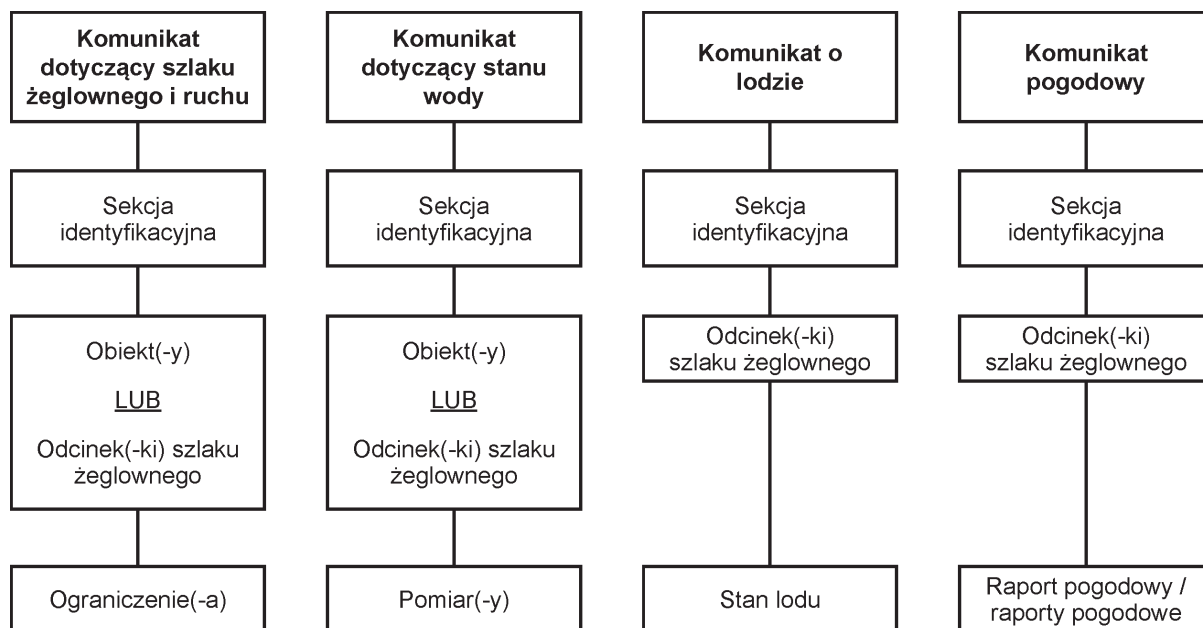 Komunikat
dotyczący szlaku
żeglownego i ruchu
Komunikat
dotyczący stanu
wody
Komunikat o
lodzie
Komunikat
pogodowy
Sekcja
identyfikacyjna
Sekcja
identyfikacyjna
Sekcja
identyfikacyjna
Sekcja
identyfikacyjna
Obiekt(-y)
LUB
Odcinek(-ki) szlaku
żeglownego
Obiekt(-y)
LUB
Odcinek(-ki) szlaku
żeglownego
Odcinek(-ki)
szlaku żeglownego
Odcinek(-ki)
szlaku żeglownego
Ograniczenie(-a)
Pomiar(-y)
Stan lodu
Raport pogodowy /
raporty pogodowe